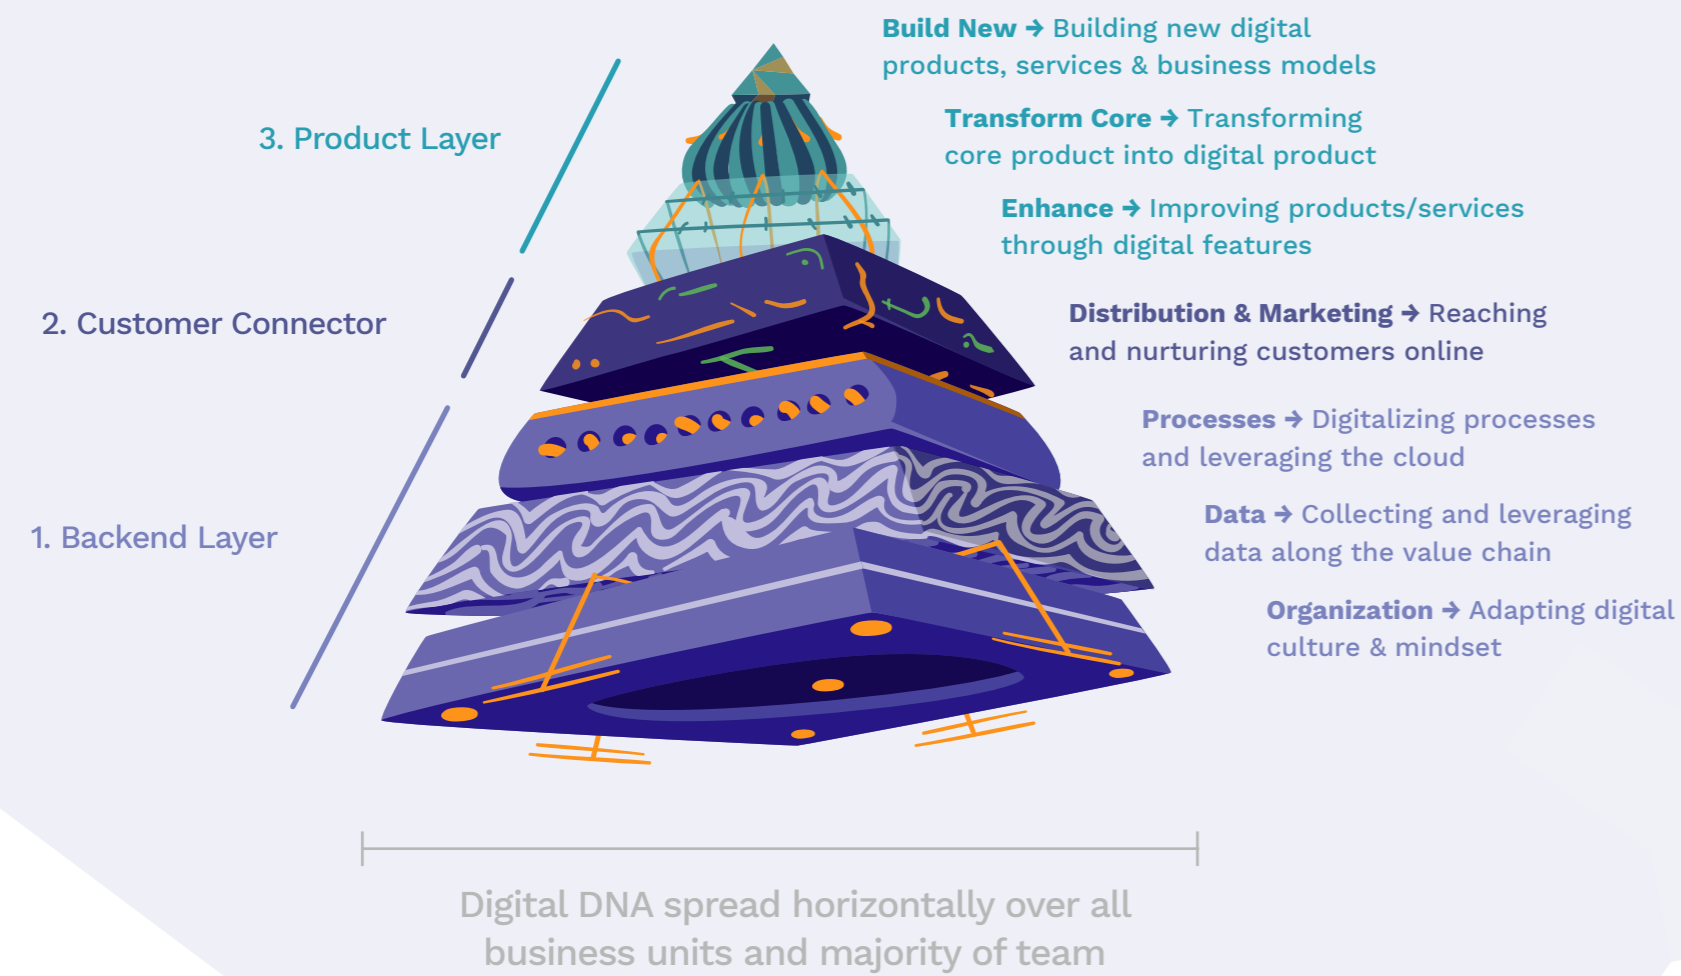 Build New → Building new digital
products, services & business models
3. Product Layer
Transform Core → Transforming
core product into digital product
Enhance → Improving products/services
through digital features
2. Customer Connector
Distribution & Marketing → Reaching
and nurturing customers online
Processes → Digitalizing processes
and leveraging the cloud
1. Backend Layer
Data → Collecting and leveraging
data along the value chain
Organization → Adapting digital
culture & mindset
Digital DNA spread horizontally over all
business units and majority of team